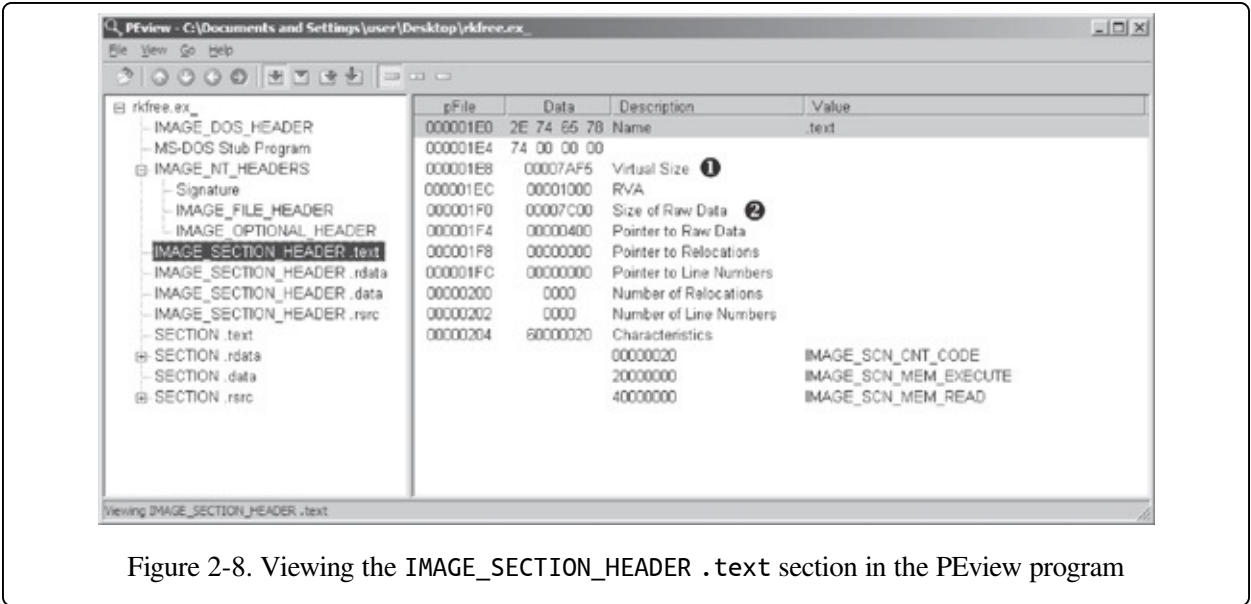 PEview - C:\Documents and Settings\user\Desktop\rkfree.ex_
File View Go Help
rkfree.ex_
IMAGE_DOS_HEADER
MS-DOS Stub Program
IMAGE_NT_HEADERS
Signature
IMAGE_FILE_HEADER
IMAGE_OPTIONAL_HEADER
IMAGE_SECTION_HEADER .text
IMAGE_SECTION_HEADER .rdata
IMAGE_SECTION_HEADER .data
IMAGE_SECTION_HEADER .rsrc
SECTION .text
SECTION .rdata
SECTION .data
SECTION .rsrc
pFile Data Description Value
000001E0 2E 74 65 78 Name .text
000001E4 74 00 00 00
000001E8 00007AF5 Virtual Size ❶
000001EC 00001000 RVA
000001F0 00007C00 Size of Raw Data ❷
000001F4 00000400 Pointer to Raw Data
000001F8 00000000 Pointer to Relocations
000001FC 00000000 Pointer to Line Numbers
00000200 0000 Number of Relocations
00000202 0000 Number of Line Numbers
00000204 60000020 Characteristics
00000020 IMAGE_SCN_CNT_CODE
20000000 IMAGE_SCN_MEM_EXECUTE
40000000 IMAGE_SCN_MEM_READ
Viewing IMAGE_SECTION_HEADER .text
Figure 2-8. Viewing the IMAGE_SECTION_HEADER .text section in the PEview program